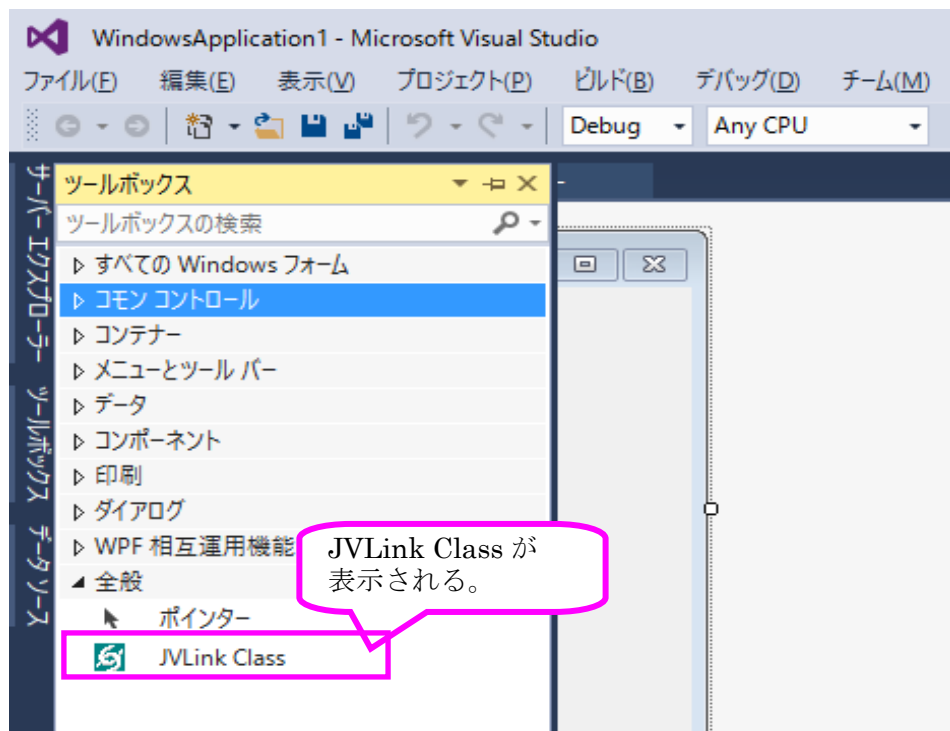 WindowsApplication1 - Microsoft Visual Studio
ファイル(F) 編集(E) 表示(V) プロジェクト(P) ビルド(B) デバッグ(D) チーム(M)
Debug Any CPU
サーバー エクスプローラー
ツールボックス
データ ソース
ツールボックス
ツールボックスの検索
すべての Windows フォーム
コモン コントロール
コンテナー
メニューとツール バー
データ
コンポーネント
印刷
ダイアログ
WPF 相互運用機能
JVLink Class が
表示される。
全般
ポインター
JVLink Class